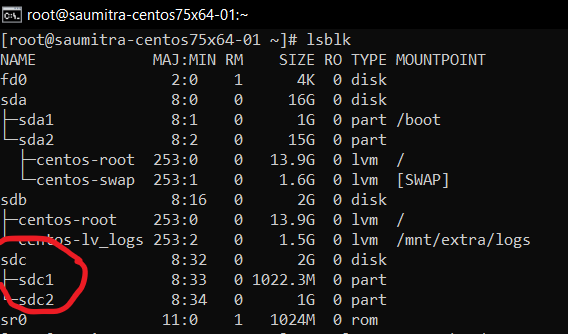 root@saumitra-centos75x64-01:~
[root@saumitra-centos75x64-01 ~]# lsblk
NAME MAJ:MIN RM SIZE RO TYPE MOUNTPOINT
fd0 2:0 1 4K 0 disk
sda 8:0 0 16G 0 disk
├─sda1 8:1 0 1G 0 part /boot
└─sda2 8:2 0 15G 0 part
├─centos-root 253:0 0 13.9G 0 lvm /
└─centos-swap 253:1 0 1.6G 0 lvm [SWAP]
sdb 8:16 0 2G 0 disk
├─centos-root 253:0 0 13.9G 0 lvm /
└─centos-lv_logs 253:2 0 1.5G 0 lvm /mnt/extra/logs
sdc 8:32 0 2G 0 disk
├─sdc1 8:33 0 1022.3M 0 part
└─sdc2 8:34 0 1G 0 part
sr0 11:0 1 1024M 0 rom